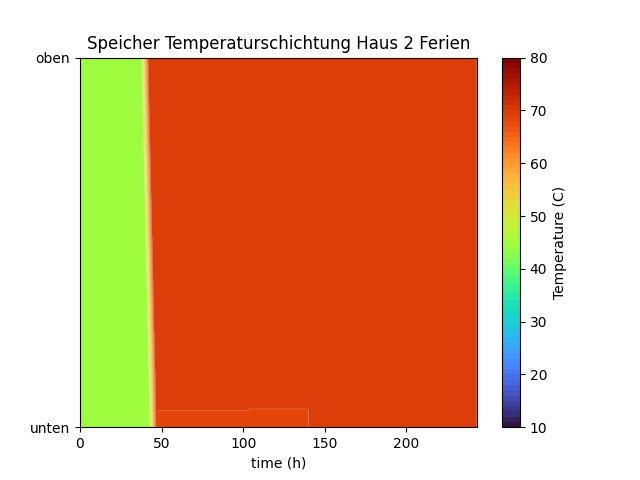 Speicher Temperaturschichtung Haus 2 Ferien
oben
unten
0 50 100 150 200
time (h)
80
70
60
50
40
30
20
10
Temperature (C)